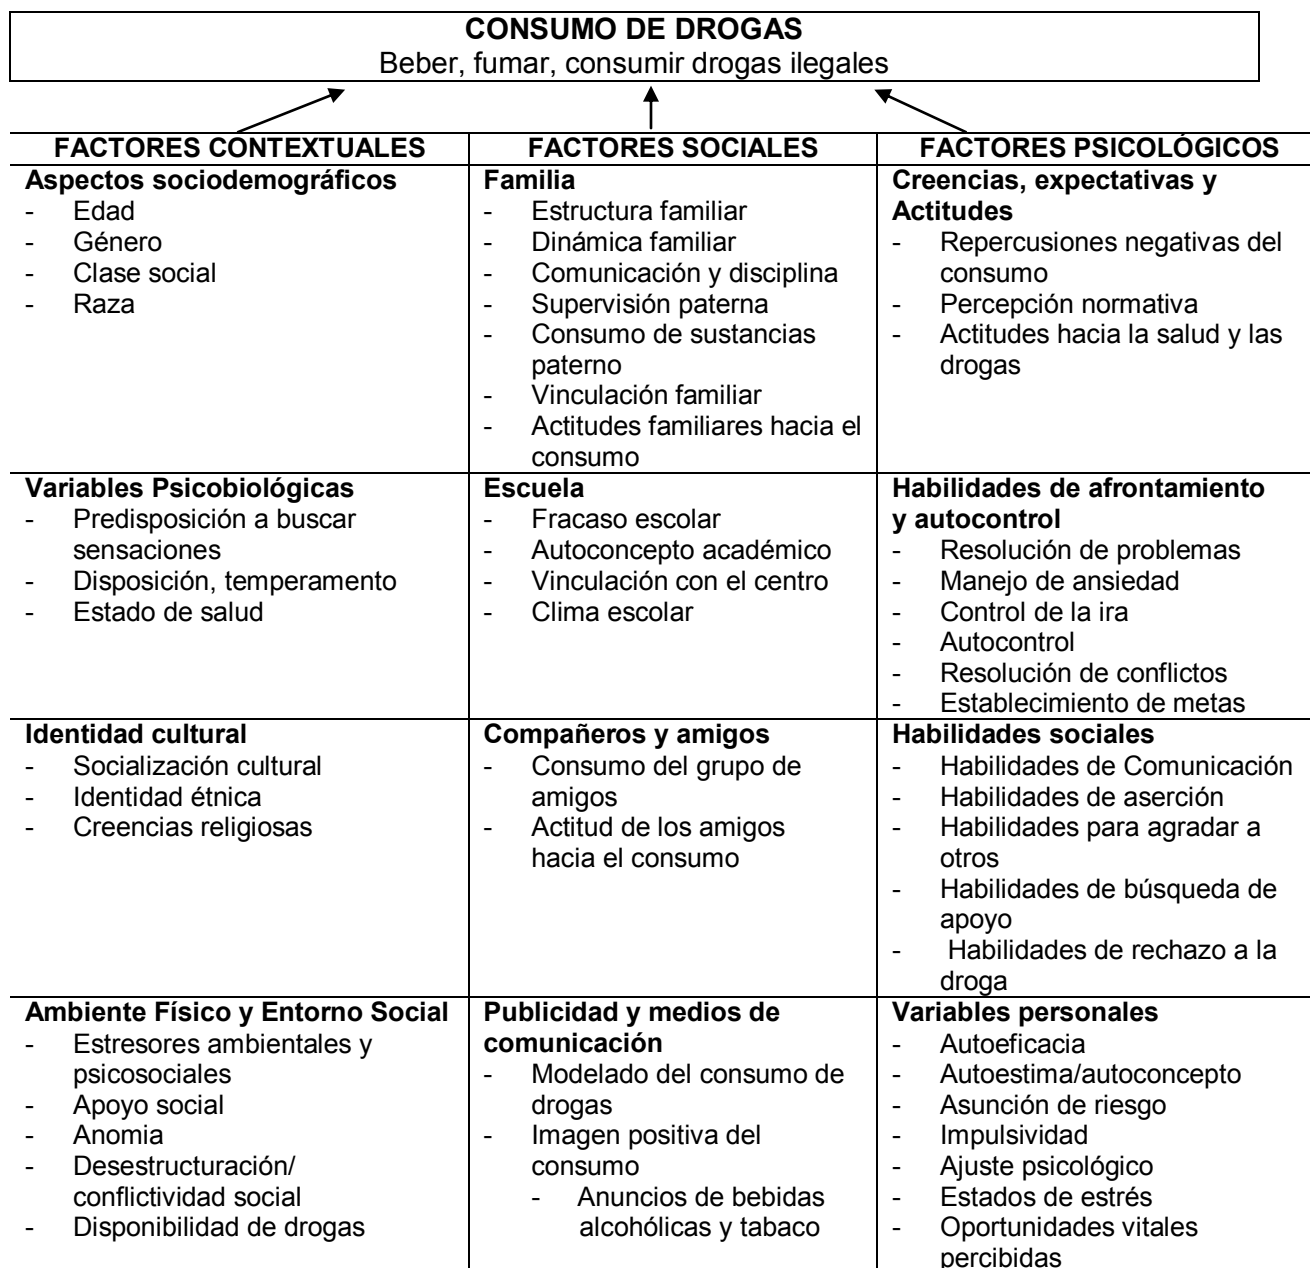 CONSUMO DE DROGAS
Beber, fumar, consumir drogas ilegales
FACTORES CONTEXTUALES
FACTORES SOCIALES
FACTORES PSICOLÓGICOS
Aspectos sociodemográficos
- Edad
- Género
- Clase social
- Raza
Familia
- Estructura familiar
- Dinámica familiar
- Comunicación y disciplina
- Supervisión paterna
- Consumo de sustancias
paterno
- Vinculación familiar
- Actitudes familiares hacia el
consumo
Creencias, expectativas y
Actitudes
- Repercusiones negativas del
consumo
- Percepción normativa
- Actitudes hacia la salud y las
drogas
Variables Psicobiológicas
- Predisposición a buscar
sensaciones
- Disposición, temperamento
- Estado de salud
Escuela
- Fracaso escolar
- Autoconcepto académico
- Vinculación con el centro
- Clima escolar
Habilidades de afrontamiento
y autocontrol
- Resolución de problemas
- Manejo de ansiedad
- Control de la ira
- Autocontrol
- Resolución de conflictos
- Establecimiento de metas
Identidad cultural
- Socialización cultural
- Identidad étnica
- Creencias religiosas
Compañeros y amigos
- Consumo del grupo de
amigos
- Actitud de los amigos
hacia el consumo
Habilidades sociales
- Habilidades de Comunicación
- Habilidades de aserción
- Habilidades para agradar a
otros
- Habilidades de búsqueda de
apoyo
- Habilidades de rechazo a la
droga
Ambiente Físico y Entorno Social
- Estresores ambientales y
psicosociales
- Apoyo social
- Anomia
- Desestructuración/
conflictividad social
- Disponibilidad de drogas
Publicidad y medios de
comunicación
- Modelado del consumo de
drogas
- Imagen positiva del
consumo
- Anuncios de bebidas
alcohólicas y tabaco
Variables personales
- Autoeficacia
- Autoestima/autoconcepto
- Asunción de riesgo
- Impulsividad
- Ajuste psicológico
- Estados de estrés
- Oportunidades vitales
percibidas